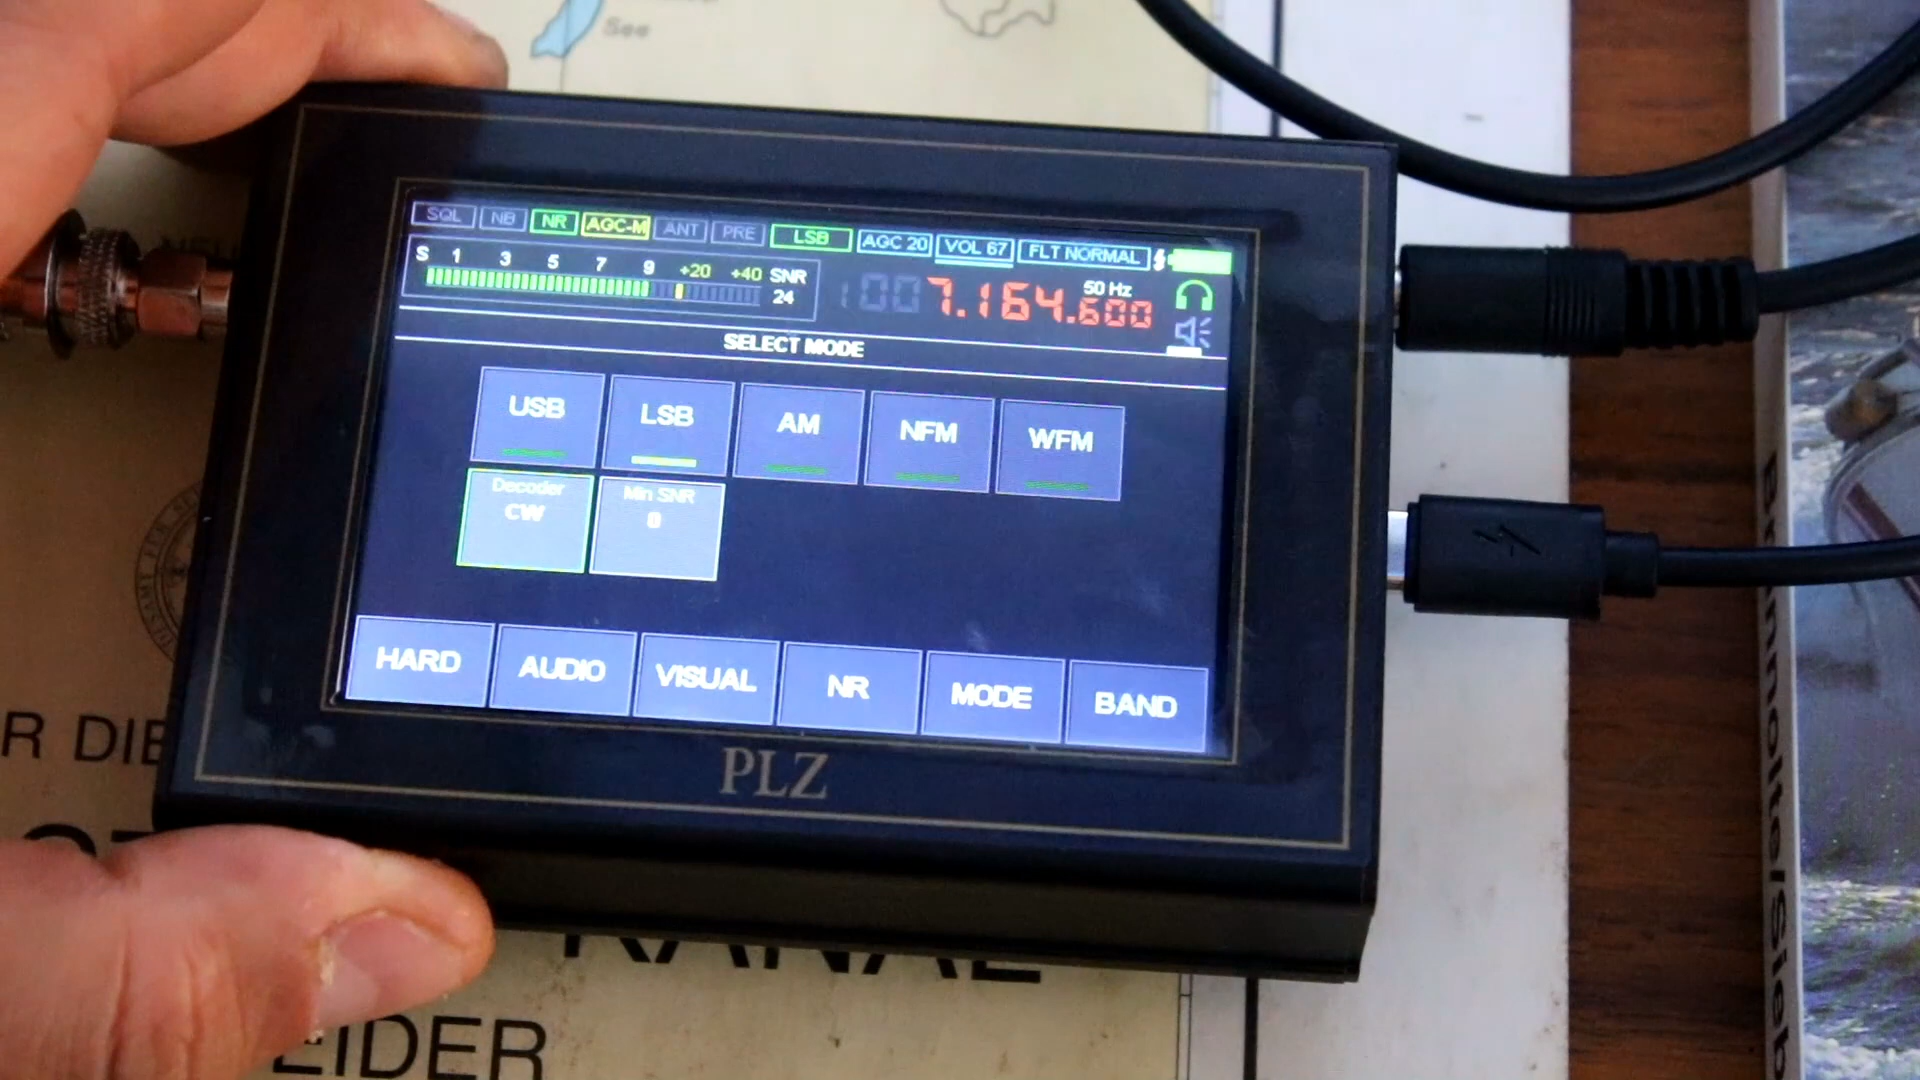 See
SQL NB NR AGC-M ANT PRE LSB AGC 20 VOL 67 FLT NORMAL
S 1 3 5 7 9 +20 +40 SNR
24
50 Hz
7.164.600
SELECT MODE
USB LSB AM NFM WFM
Decoder
CW
Min SNR
0
HARD AUDIO VISUAL NR MODE BAND
PLZ
R DIE
KANAL
EIDER